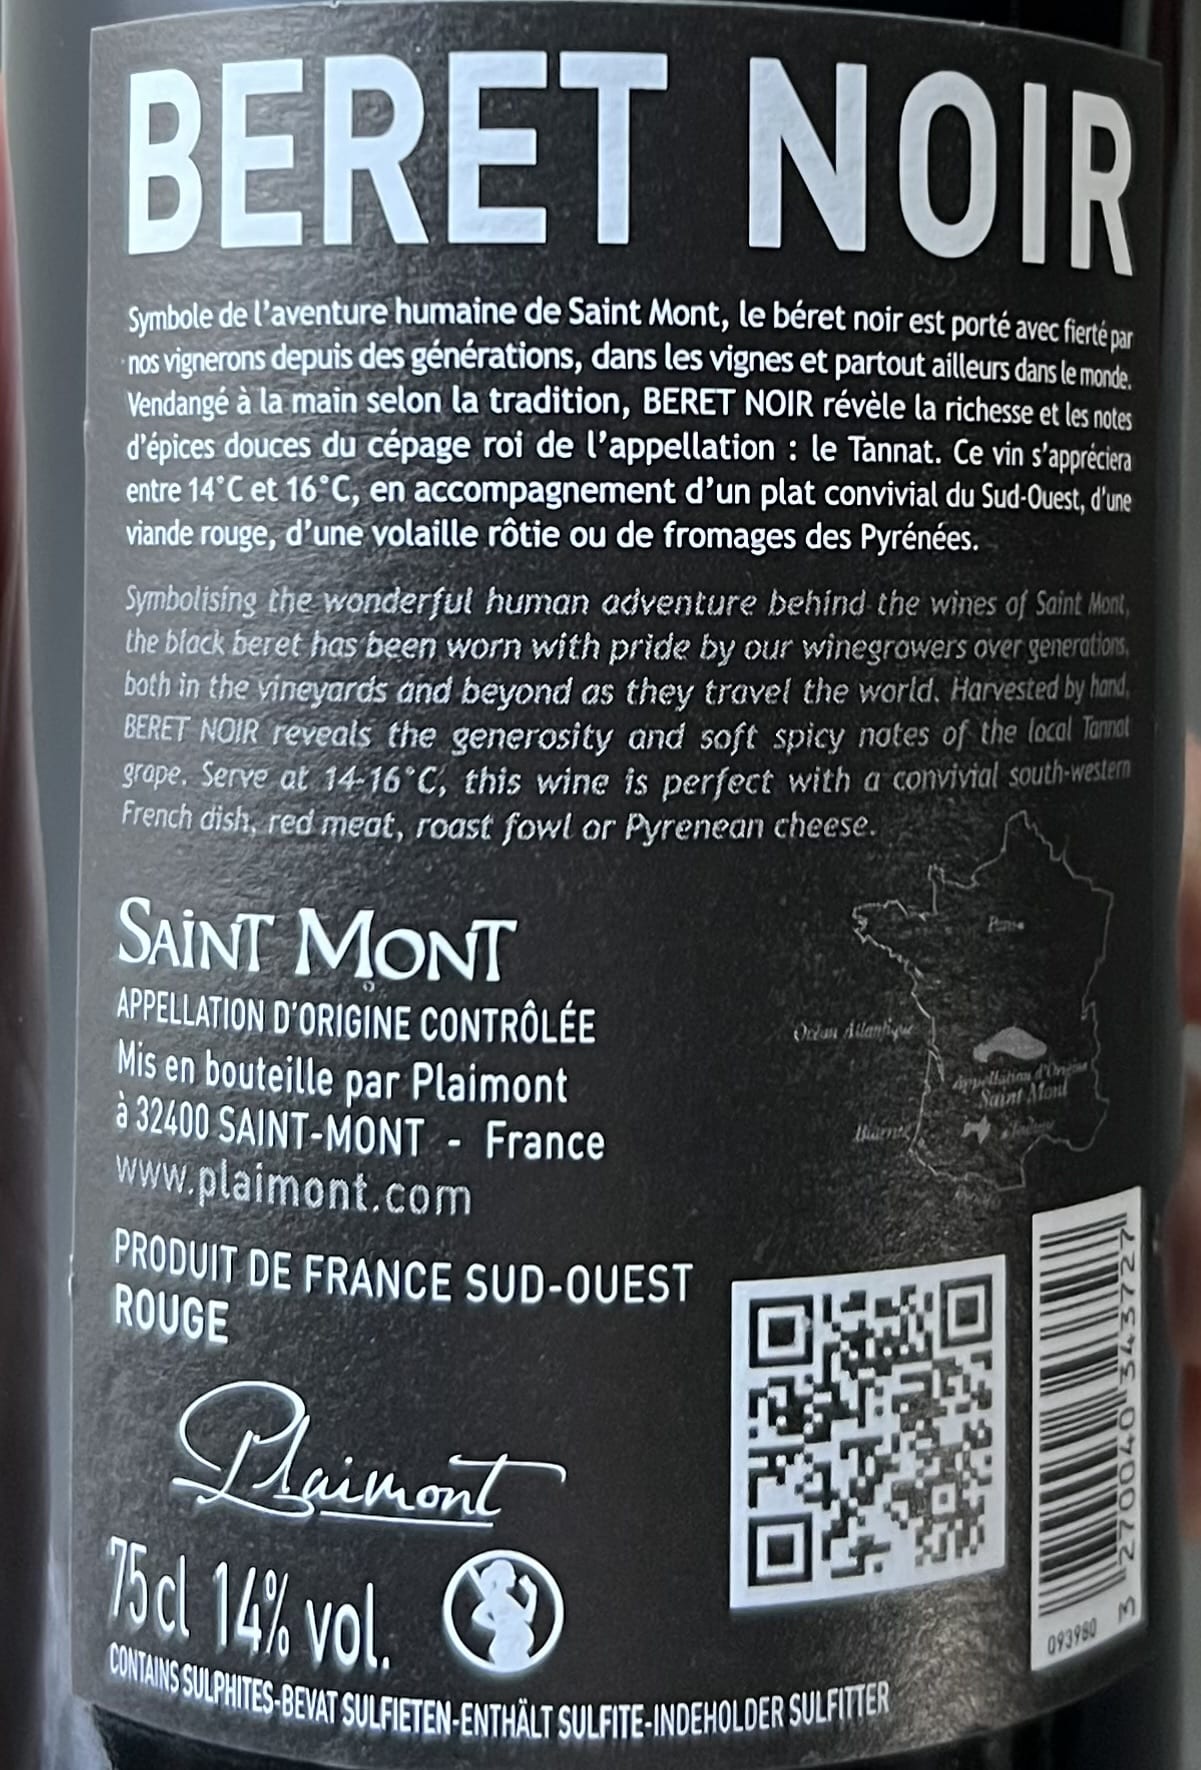 BERET NOIR
Symbole de l'aventure humaine de Saint Mont, le béret noir est porté avec fierté par
nos vignerons depuis des générations, dans les vignes et partout ailleurs dans le monde.
Vendangé à la main selon la tradition, BERET NOIR révèle la richesse et les notes
d'épices douces du cépage roi de l'appellation : le Tannat. Ce vin s'appréciera
entre 14°C et 16°C, en accompagnement d'un plat convivial du Sud-Ouest, d'une
viande rouge, d'une volaille rôtie ou de fromages des Pyrénées.
Symbolising the wonderful human adventure behind the wines of Saint Mont,
the black beret has been worn with pride by our winegrowers over generations,
both in the vineyards and beyond as they travel the world. Harvested by hand,
BERET NOIR reveals the generosity and soft spicy notes of the local Tannat
grape. Serve at 14-16°C, this wine is perfect with a convivial south-western
French dish, red meat, roast fowl or Pyrenean cheese.
SAINT MONT
APPELLATION D'ORIGINE CONTRÔLÉE
Mis en bouteille par Plaimont
à 32400 SAINT-MONT - France
www.plaimont.com
PRODUIT DE FRANCE SUD-OUEST
ROUGE
Paris
Océan Atlantique
Appellation d'Origine
Saint Mont
Biarritz
Toulouse
Plaimont
75cl 14% vol.
CONTAINS SULPHITES-BEVAT SULFIETEN-ENTHÄLT SULFITE-INDEHOLDER SULFITTER
3 270040 343727
093980